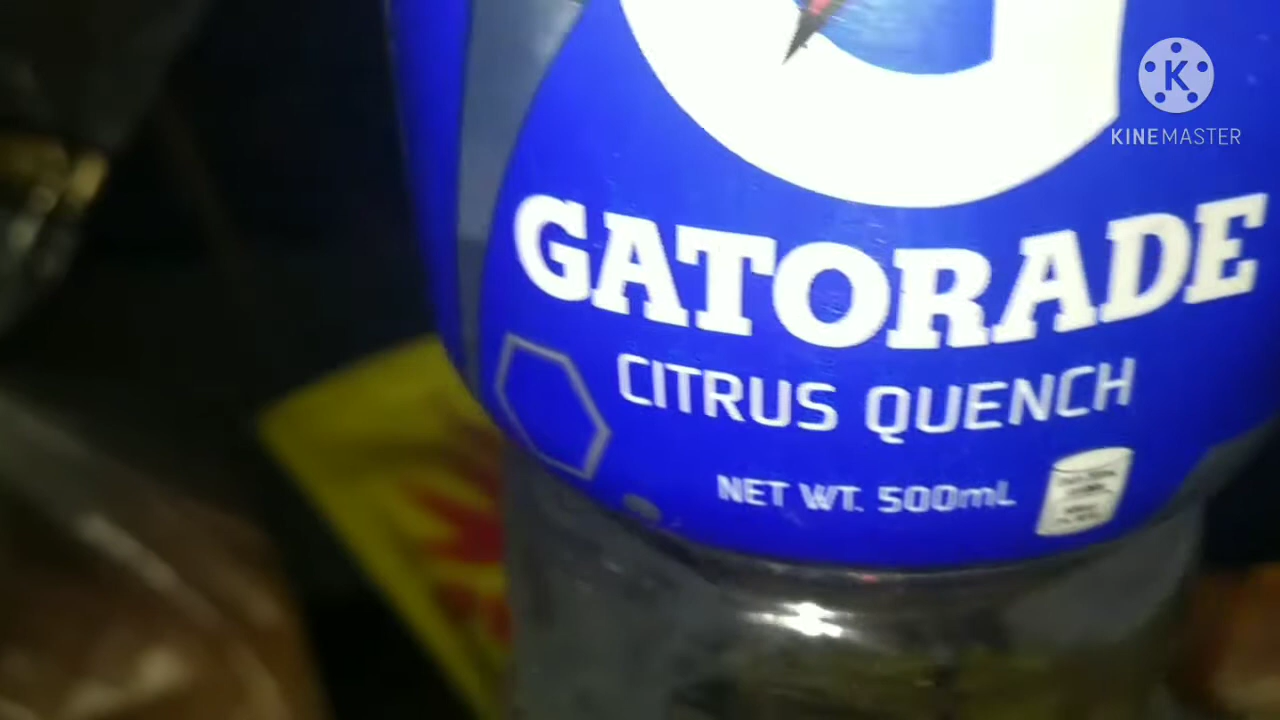 K
KINEMASTER
GATORADE
CITRUS QUENCH
NET WT. 500mL